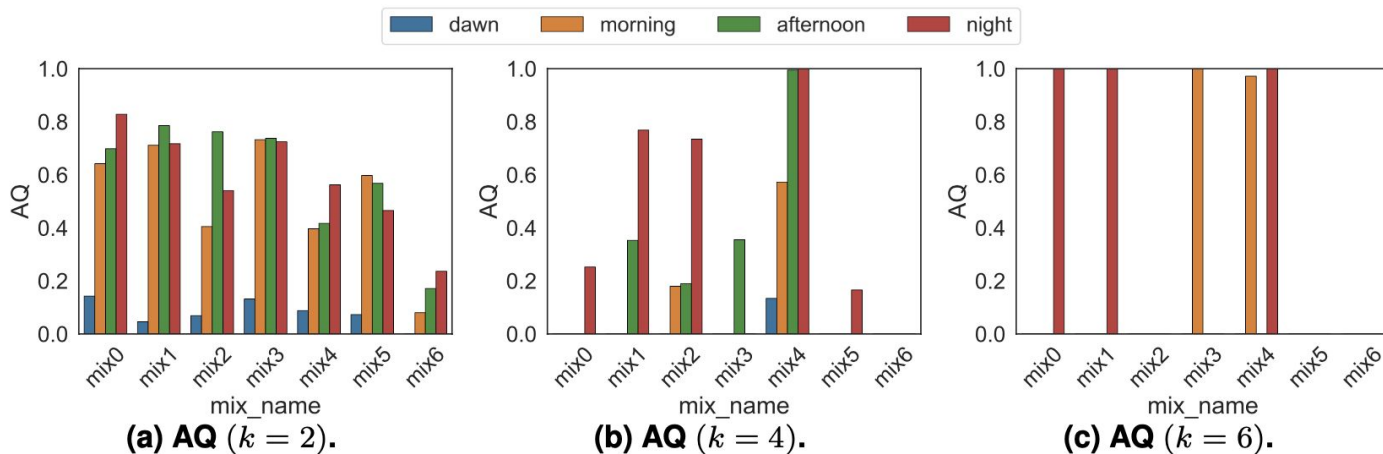 dawn morning afternoon night
1.0 0.8 0.6 0.4 0.2 0.0
AQ
mix0 mix1 mix2 mix3 mix4 mix5 mix6
mix_name
(a) AQ (k = 2).
1.0 0.8 0.6 0.4 0.2 0.0
AQ
mix0 mix1 mix2 mix3 mix4 mix5 mix6
mix_name
(b) AQ (k = 4).
1.0 0.8 0.6 0.4 0.2 0.0
AQ
mix0 mix1 mix2 mix3 mix4 mix5 mix6
mix_name
(c) AQ (k = 6).